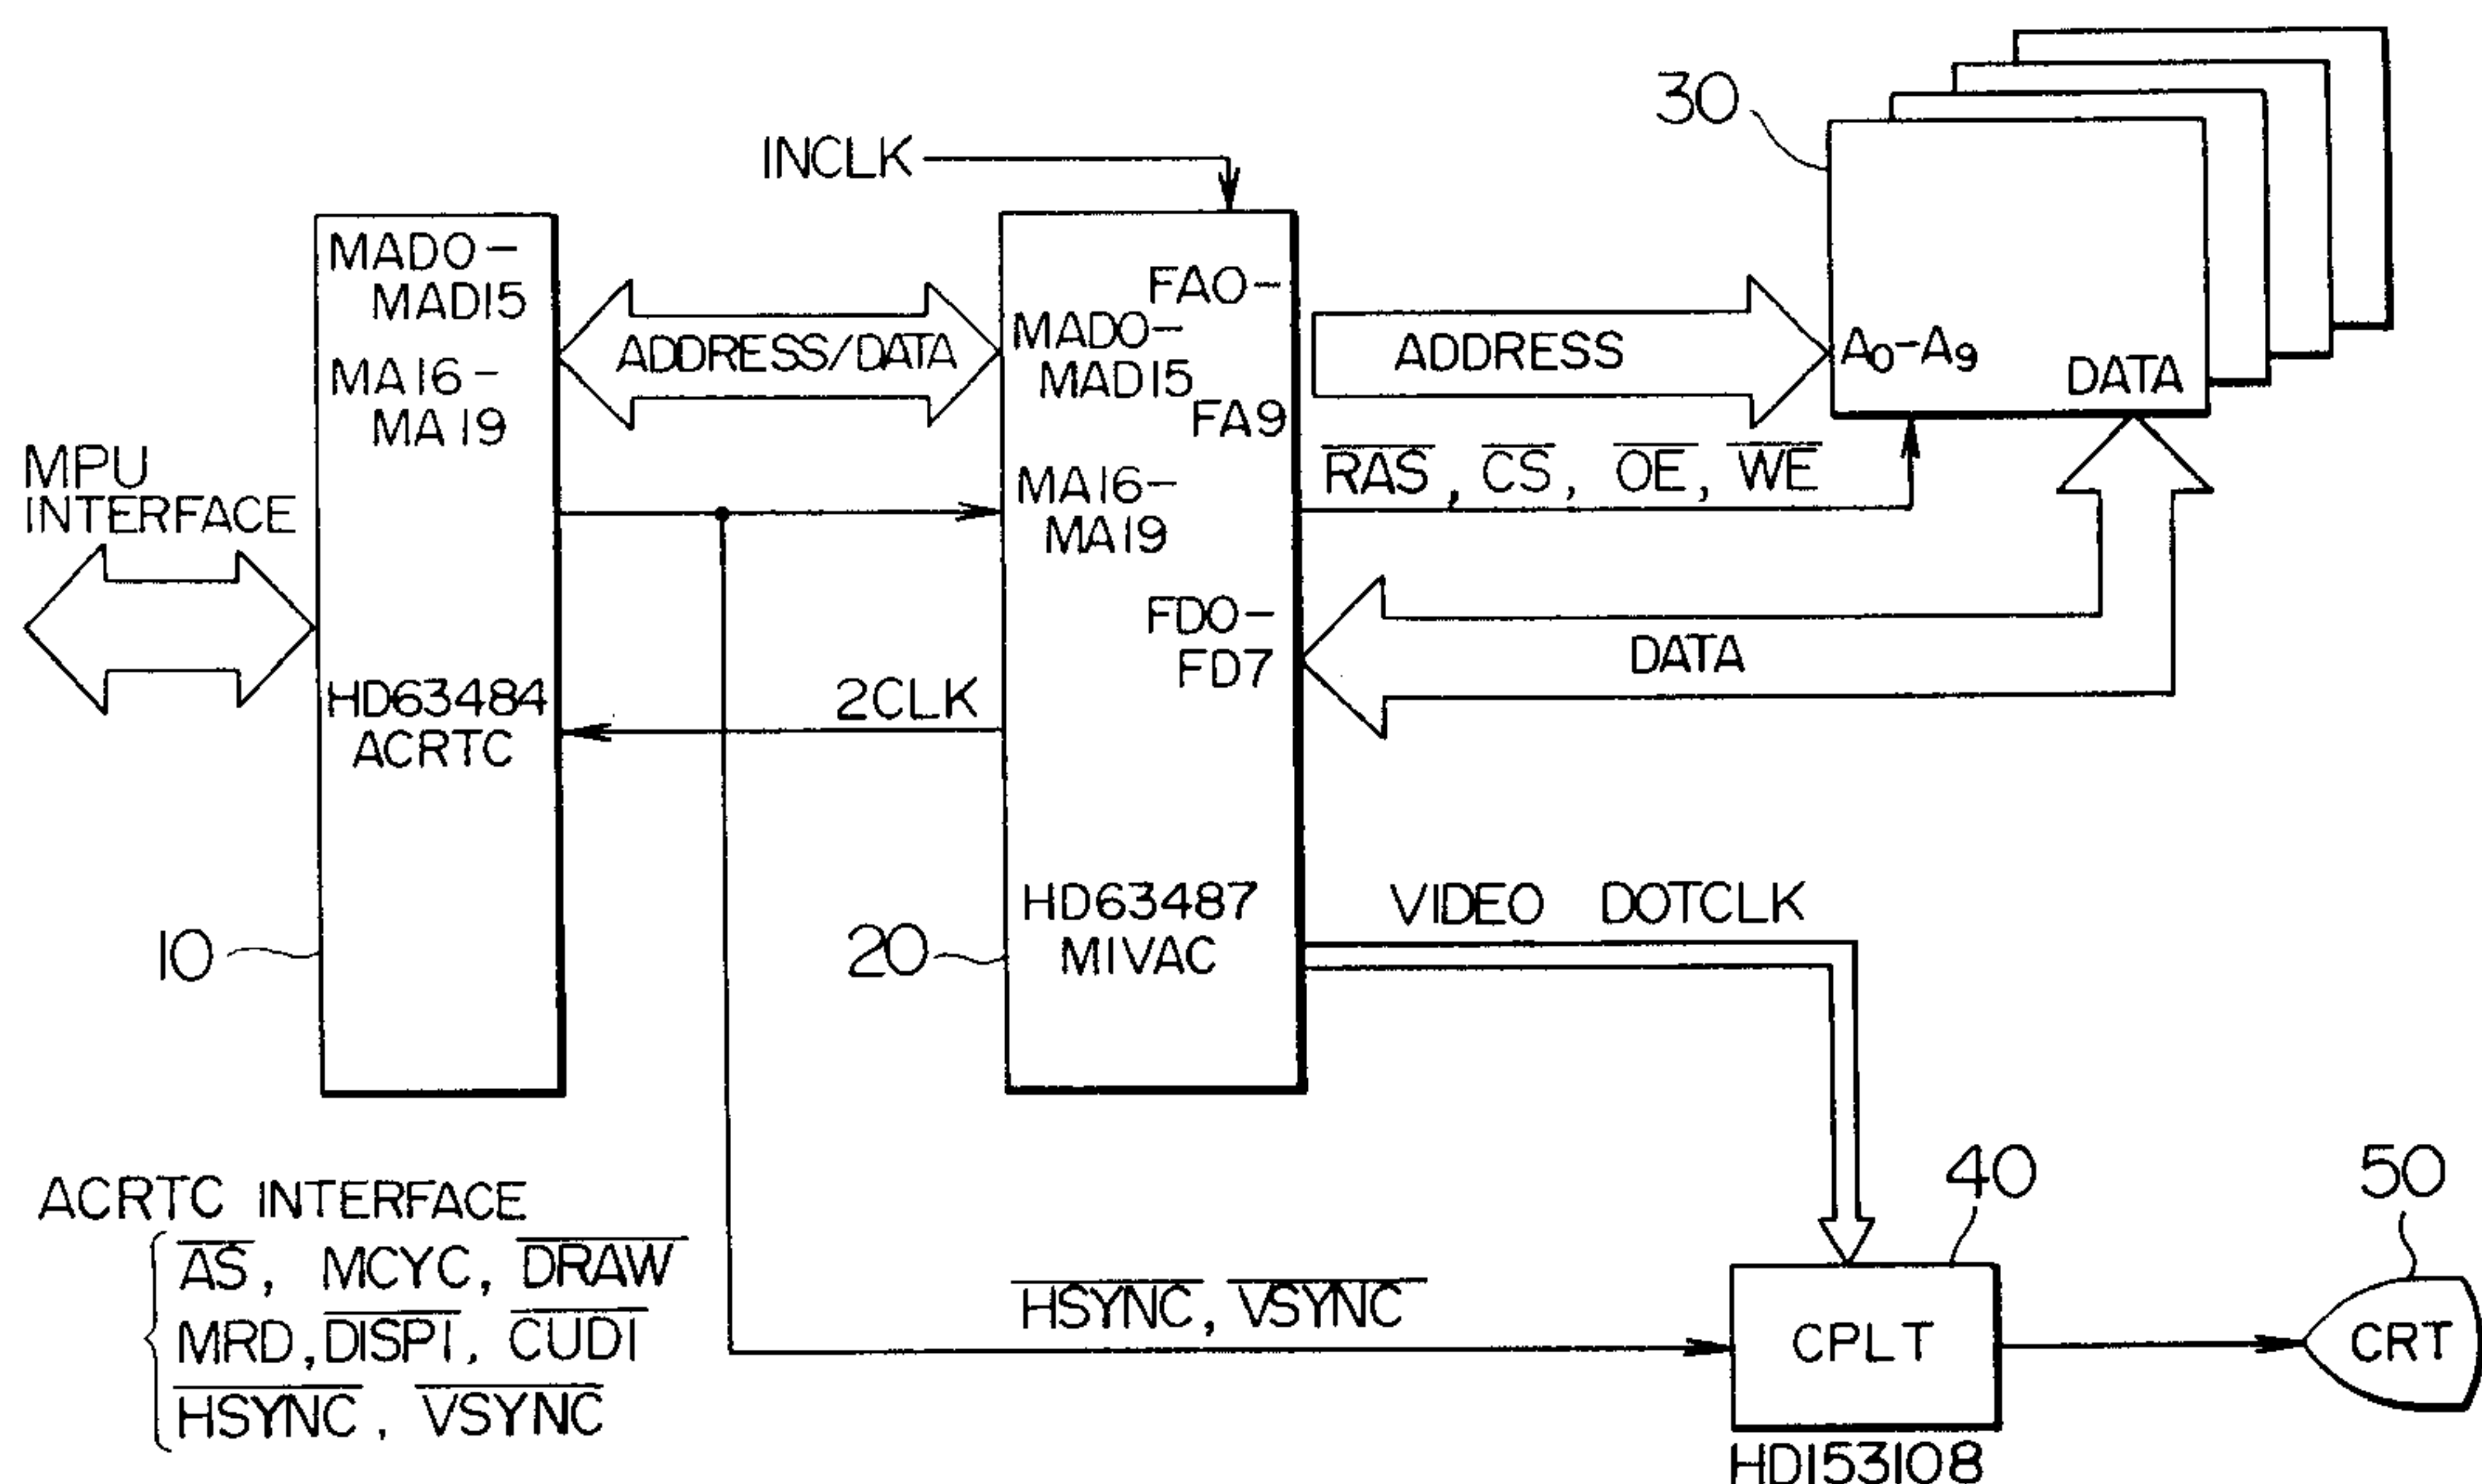 30
INCLK
MAD0-
MAD15
MA16-
MA19
MPU
INTERFACE
HD63484
ACRTC
10
ADDRESS/DATA
2CLK
FA0-
MAD0-
MAD15
FA9
MA16-
MA19
FD0-
FD7
HD63487
MIVAC
20
ADDRESS
A0-A9
DATA
RAS, CS, OE, WE
DATA
VIDEO DOTCLK
ACRTC INTERFACE
AS, MCYC, DRAW
MRD, DISP1, CUD1
HSYNC, VSYNC
HSYNC, VSYNC
40
CPLT
HD153108
50
CRT